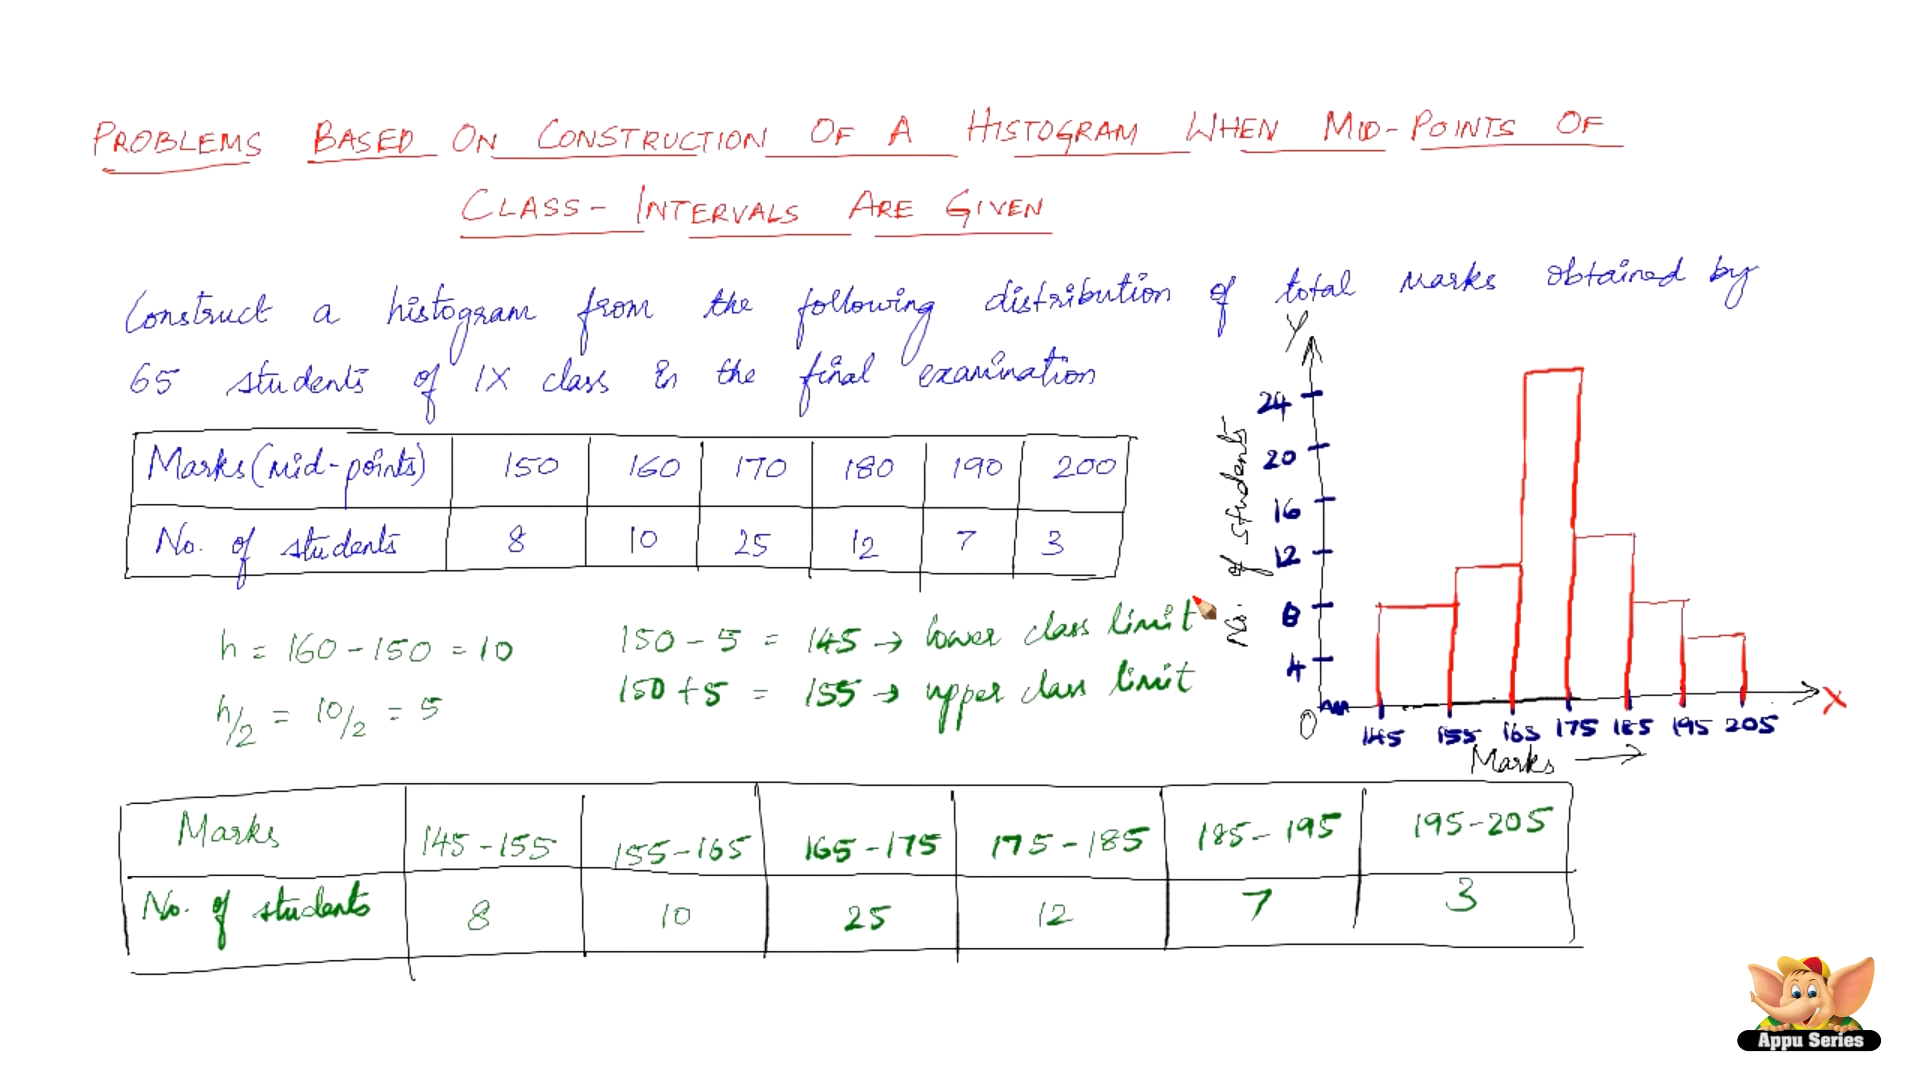 PROBLEMS BASED ON CONSTRUCTION OF A HISTOGRAM WHEN MID-POINTS OF
CLASS-INTERVALS ARE GIVEN
Construct a histogram from the following distribution of total marks obtained by
65 students of IX class in the final examination
Marks(mid-points) 150 160 170 180 190 200
No. of students 8 10 25 12 7 3
h = 160 - 150 = 10
h/2 = 10/2 = 5
150 - 5 = 145 → lower class limit
150 + 5 = 155 → upper class limit
Y
No. of students
24
20
16
12
8
4
O
145 155 165 175 185 195 205
X
Marks →
Marks 145-155 155-165 165-175 175-185 185-195 195-205
No. of students 8 10 25 12 7 3
Appu Series